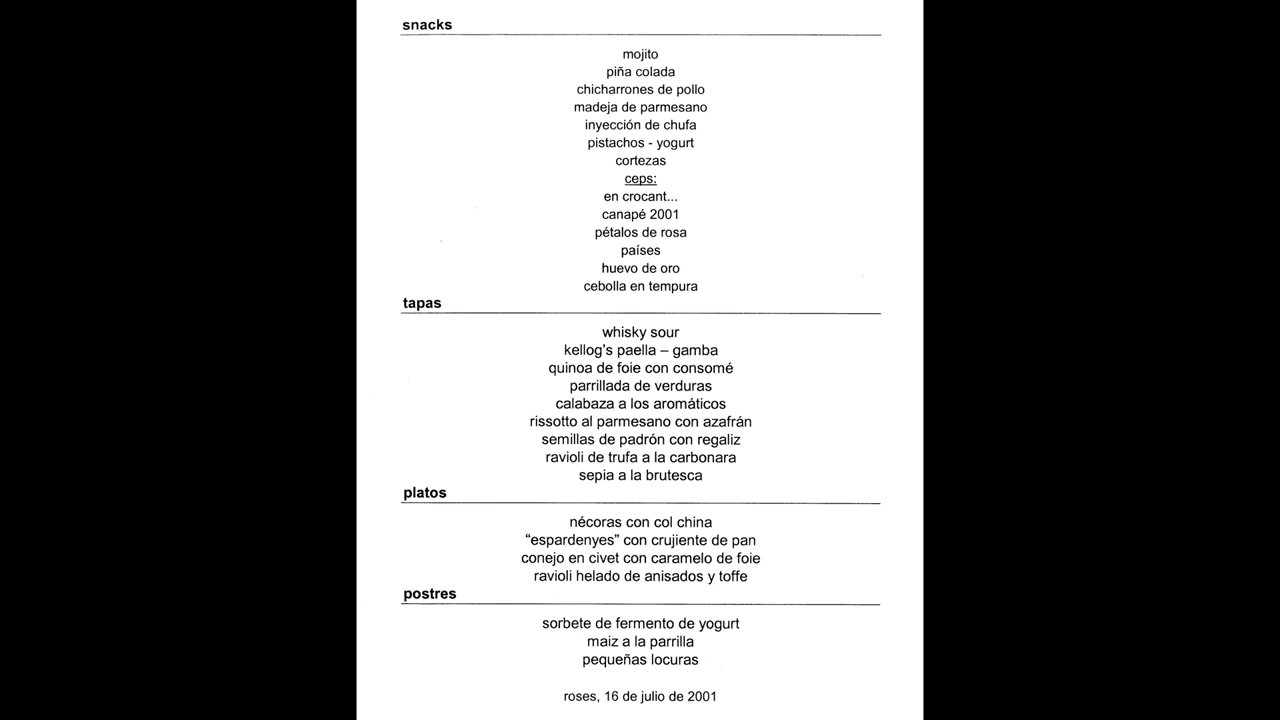 snacks
mojito
piña colada
chicharrones de pollo
madeja de parmesano
inyección de chufa
pistachos - yogurt
cortezas
ceps:
en crocant...
canapé 2001
pétalos de rosa
países
huevo de oro
cebolla en tempura
tapas
whisky sour
kellog's paella – gamba
quinoa de foie con consomé
parrillada de verduras
calabaza a los aromáticos
rissotto al parmesano con azafrán
semillas de padrón con regaliz
ravioli de trufa a la carbonara
sepia a la brutesca
platos
nécoras con col china
“espardenyes” con crujiente de pan
conejo en civet con caramelo de foie
ravioli helado de anisados y toffe
postres
sorbete de fermento de yogurt
maiz a la parrilla
pequeñas locuras
roses, 16 de julio de 2001